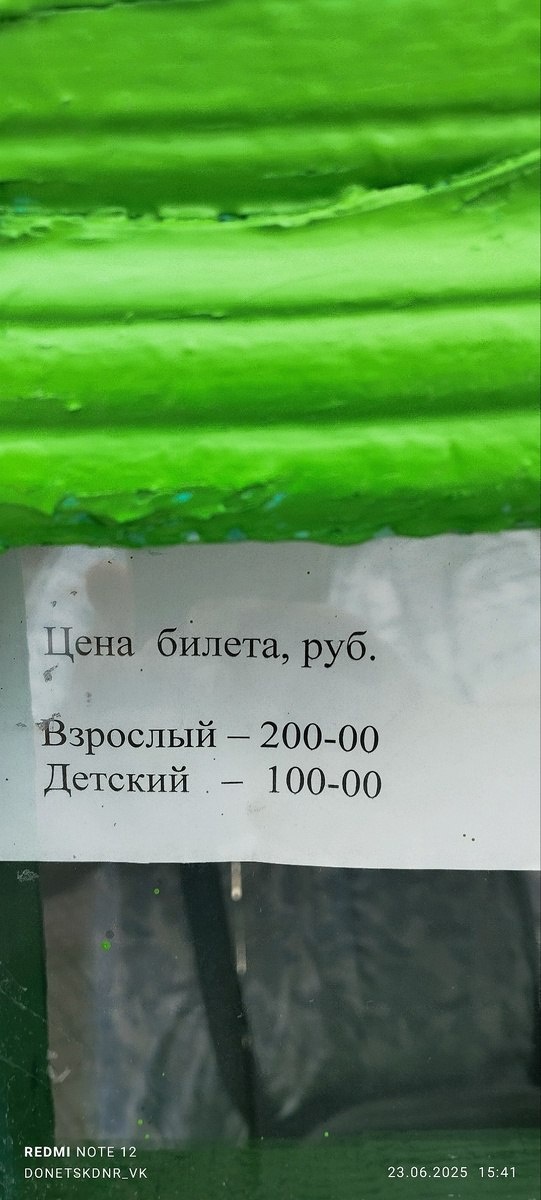 Цена билета, руб.
Взрослый – 200-00
Детский – 100-00
REDMI NOTE 12
DONETSKDNR_VK
23.06.2025 15:41